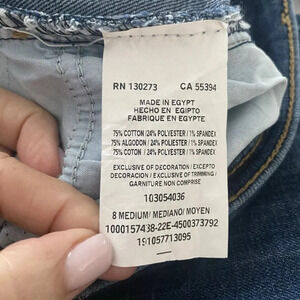 RN 130273 CA 55394
MADE IN EGYPT
HECHO EN EGIPTO
FABRIQUE EN EGYPTE
75% COTTON/24% POLYESTER/1% SPANDEX
75% ALGODON/24% POLYESTER/1% SPANDEX
75% COTON/24% POLYESTER/1% SPANDEX
EXCLUSIVE OF DECORATION/EXCEPTO
DECORACION/EXCLUSIVE OF TRIMMING/
GARNITURE NON COMPRISE
103054036
8 MEDIUM/MEDIANO/MOYEN
1000157438-22E-4500373792
191057713095